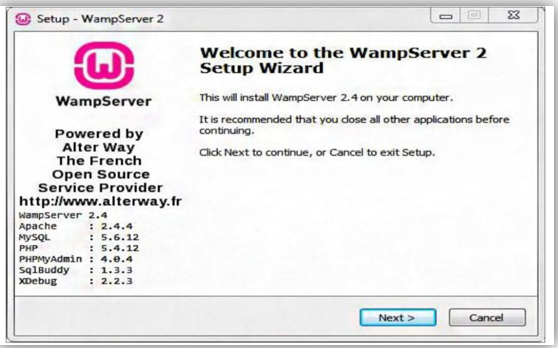 Setup - WampServer 2
WampServer
Powered by
Alter Way
The French
Open Source
Service Provider
http://www.alterway.fr
WampServer 2.4
Apache : 2.4.4
MySQL : 5.6.12
PHP : 5.4.12
PHPMyAdmin : 4.0.4
SqlBuddy : 1.3.3
XDebug : 2.2.3
Welcome to the WampServer 2
Setup Wizard
This will install WampServer 2.4 on your computer.
It is recommended that you close all other applications before
continuing.
Click Next to continue, or Cancel to exit Setup.
Next >
Cancel